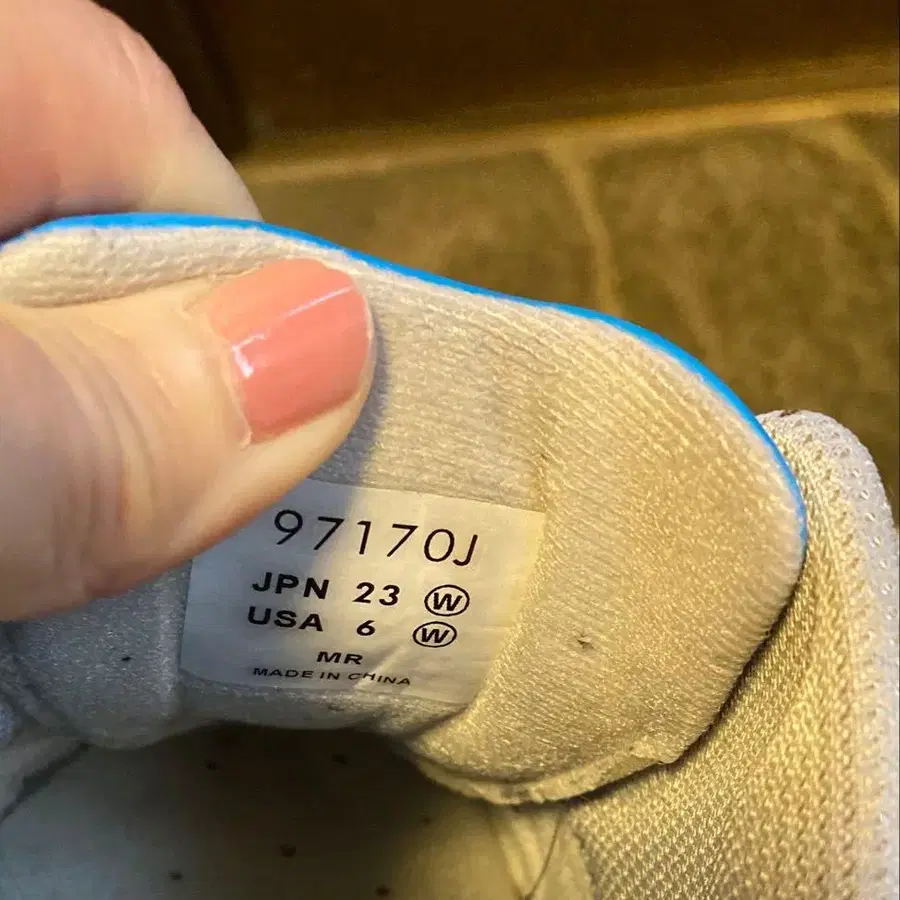 97170J
JPN 23 Ⓦ
USA 6 Ⓦ
MR
MADE IN CHINA